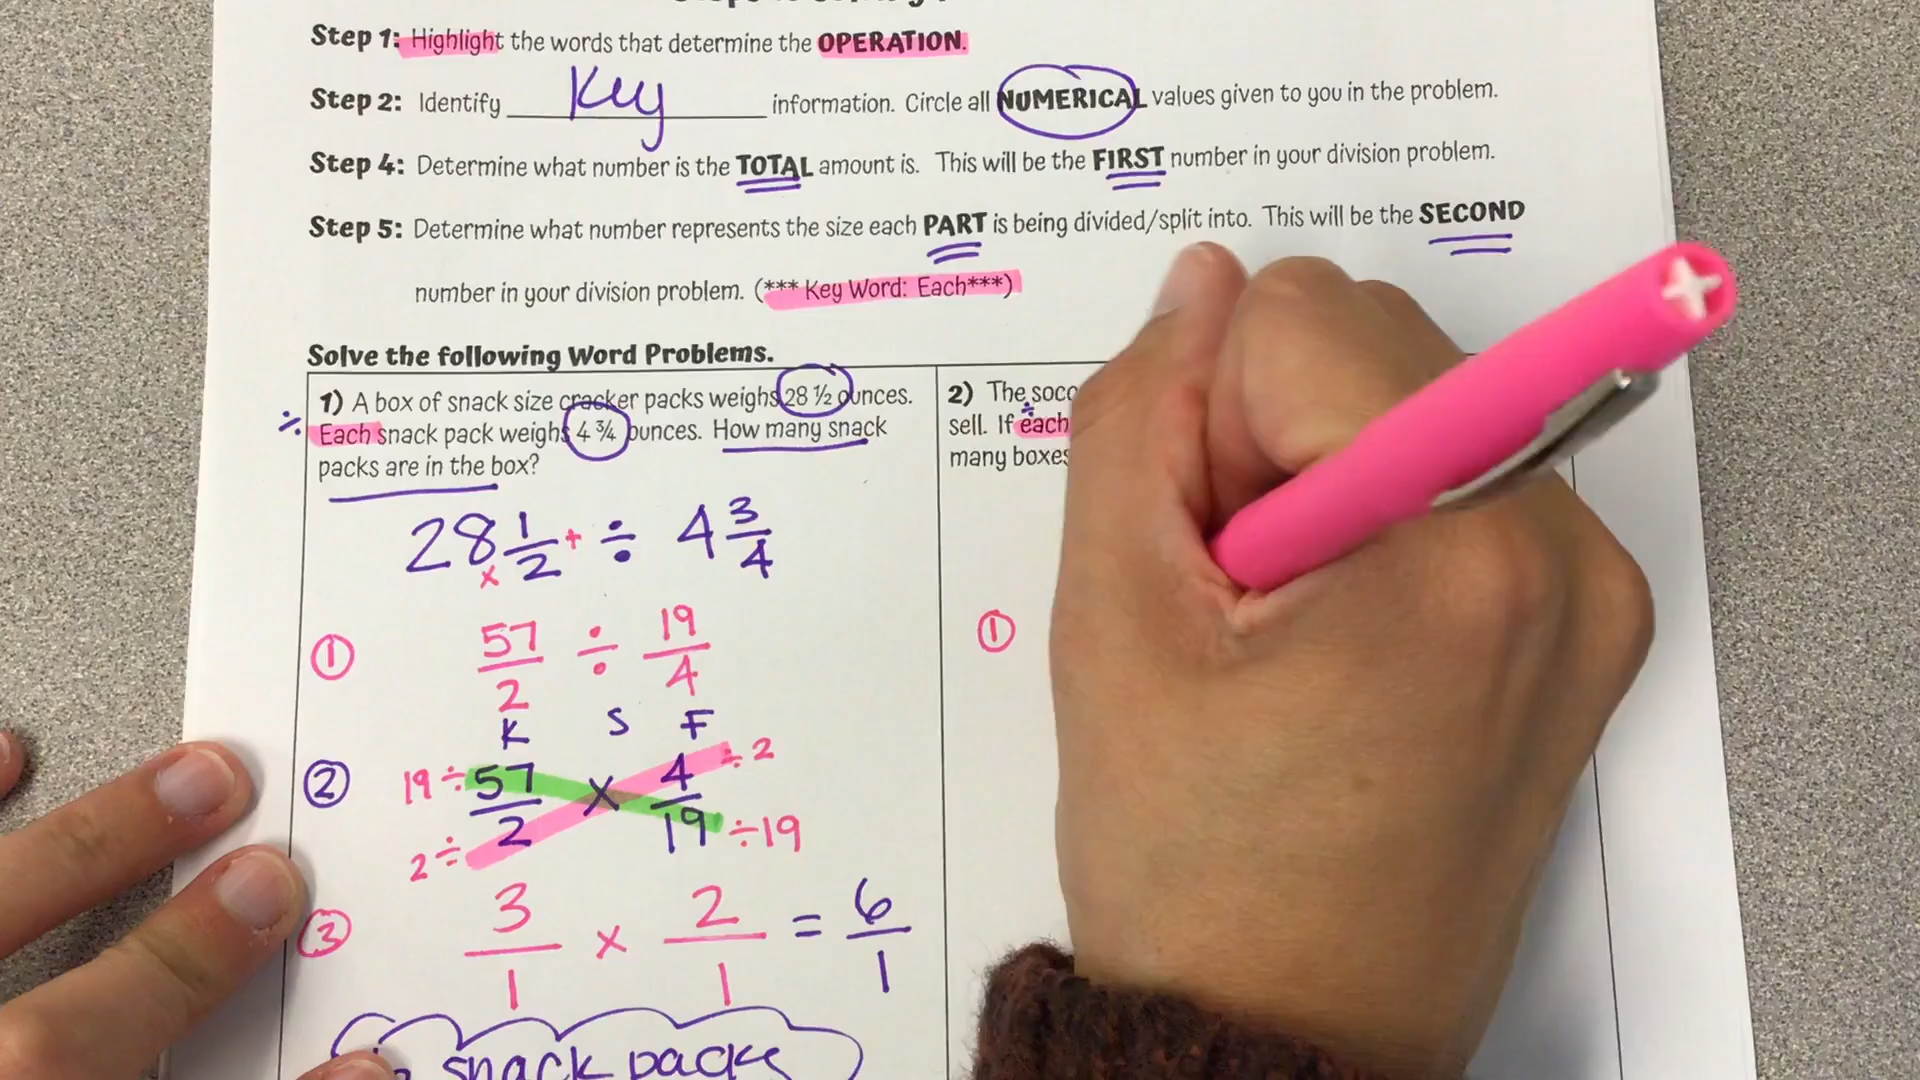 Step 1: Highlight the words that determine the OPERATION.
Step 2: Identify Key information. Circle all NUMERICAL values given to you in the problem.
Step 4: Determine what number is the TOTAL amount is. This will be the FIRST number in your division problem.
Step 5: Determine what number represents the size each PART is being divided/split into. This will be the SECOND
number in your division problem. (*** Key Word: Each***)
Solve the following Word Problems.
1) A box of snack size cracker packs weighs 28 ½ ounces.
÷ Each snack pack weighs 4 ¾ ounces. How many snack
packs are in the box?
28 1/2 + ÷ 4 3/4
x
① 57/2 ÷ 19/4
K S F
② 19 ÷ 57/2 x 4/19 ÷ 2
2 ÷ ÷ 19
③ 3/1 x 2/1 = 6/1
snack packs
2) The
÷
sell. If each
many boxes
①